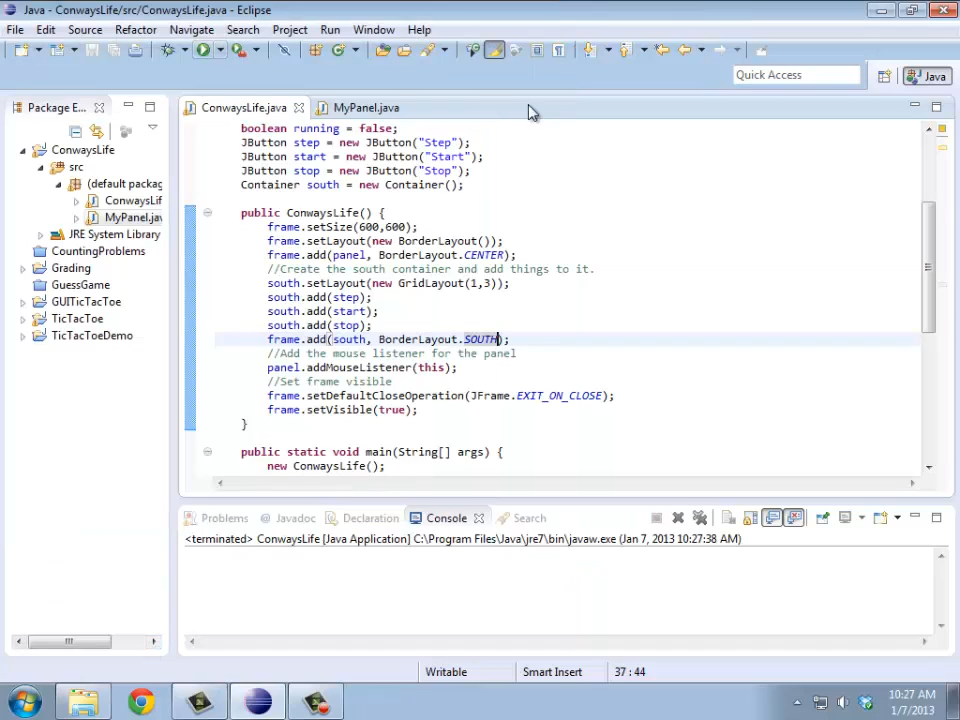 Java - ConwaysLife/src/ConwaysLife.java - Eclipse
File Edit Source Refactor Navigate Search Project Run Window Help
Quick Access
Java
Package E...
ConwaysLife.java
MyPanel.java
ConwaysLife
src
(default packag
ConwaysLif
MyPanel.jav
JRE System Library
CountingProblems
Grading
GuessGame
GUITicTacToe
TicTacToe
TicTacToeDemo
boolean running = false;
JButton step = new JButton("Step");
JButton start = new JButton("Start");
JButton stop = new JButton("Stop");
Container south = new Container();
public ConwaysLife() {
frame.setSize(600,600);
frame.setLayout(new BorderLayout());
frame.add(panel, BorderLayout.CENTER);
//Create the south container and add things to it.
south.setLayout(new GridLayout(1,3));
south.add(step);
south.add(start);
south.add(stop);
frame.add(south, BorderLayout.SOUTH);
//Add the mouse listener for the panel
panel.addMouseListener(this);
//Set frame visible
frame.setDefaultCloseOperation(JFrame.EXIT_ON_CLOSE);
frame.setVisible(true);
}
public static void main(String[] args) {
new ConwaysLife();
Problems @ Javadoc Declaration Console Search
<terminated> ConwaysLife [Java Application] C:\Program Files\Java\jre7\bin\javaw.exe (Jan 7, 2013 10:27:38 AM)
Writable Smart Insert 37 : 44
10:27 AM
1/7/2013